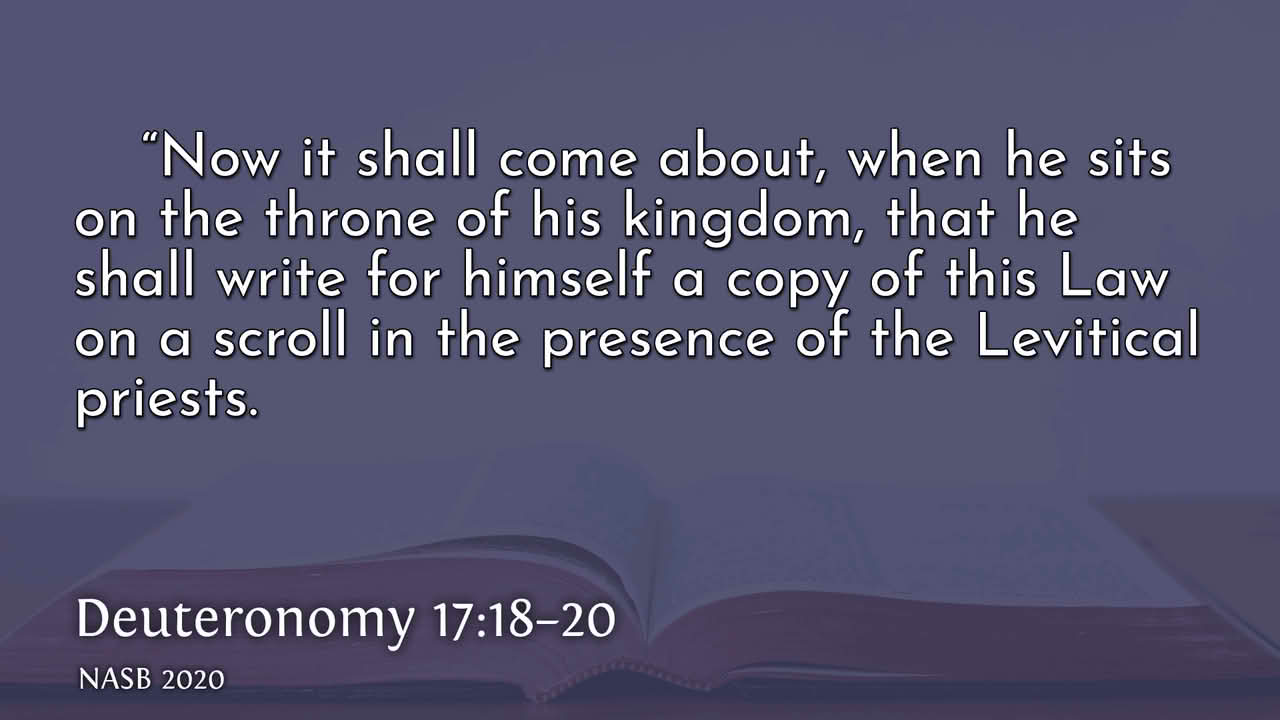 “Now it shall come about, when he sits
on the throne of his kingdom, that he
shall write for himself a copy of this Law
on a scroll in the presence of the Levitical
priests.
Deuteronomy 17:18–20
NASB 2020